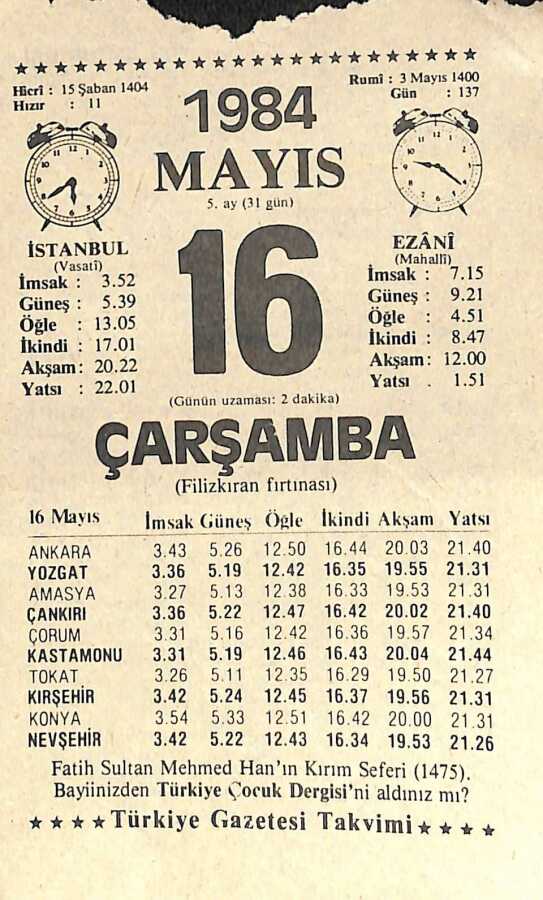 ★★★★★★★★★★★★★★★★★★★★★★★
Hicrî : 15 Şaban 1404
Hızır : 11
Rumî : 3 Mayıs 1400
Gün : 137
1984
MAYIS
5. ay (31 gün)
16
(Günün uzaması: 2 dakika)
İSTANBUL
(Vasatî)
İmsak : 3.52
Güneş : 5.39
Öğle : 13.05
İkindi : 17.01
Akşam: 20.22
Yatsı : 22.01
EZÂNÎ
(Mahallî)
İmsak : 7.15
Güneş : 9.21
Öğle : 4.51
İkindi : 8.47
Akşam: 12.00
Yatsı . 1.51
ÇARŞAMBA
(Filizkıran fırtınası)
16 Mayıs İmsak Güneş Öğle İkindi Akşam Yatsı
ANKARA 3.43 5.26 12.50 16.44 20.03 21.40
YOZGAT 3.36 5.19 12.42 16.35 19.55 21.31
AMASYA 3.27 5.13 12.38 16.33 19.53 21.31
ÇANKIRI 3.36 5.22 12.47 16.42 20.02 21.40
ÇORUM 3.31 5.16 12.42 16.36 19.57 21.34
KASTAMONU 3.31 5.19 12.46 16.43 20.04 21.44
TOKAT 3.26 5.11 12.35 16.29 19.50 21.27
KIRŞEHİR 3.42 5.24 12.45 16.37 19.56 21.31
KONYA 3.54 5.33 12.51 16.42 20.00 21.31
NEVŞEHİR 3.42 5.22 12.43 16.34 19.53 21.26
Fatih Sultan Mehmed Han'ın Kırım Seferi (1475).
Bayiinizden Türkiye Çocuk Dergisi'ni aldınız mı?
★★★★Türkiye Gazetesi Takvimi★★★★